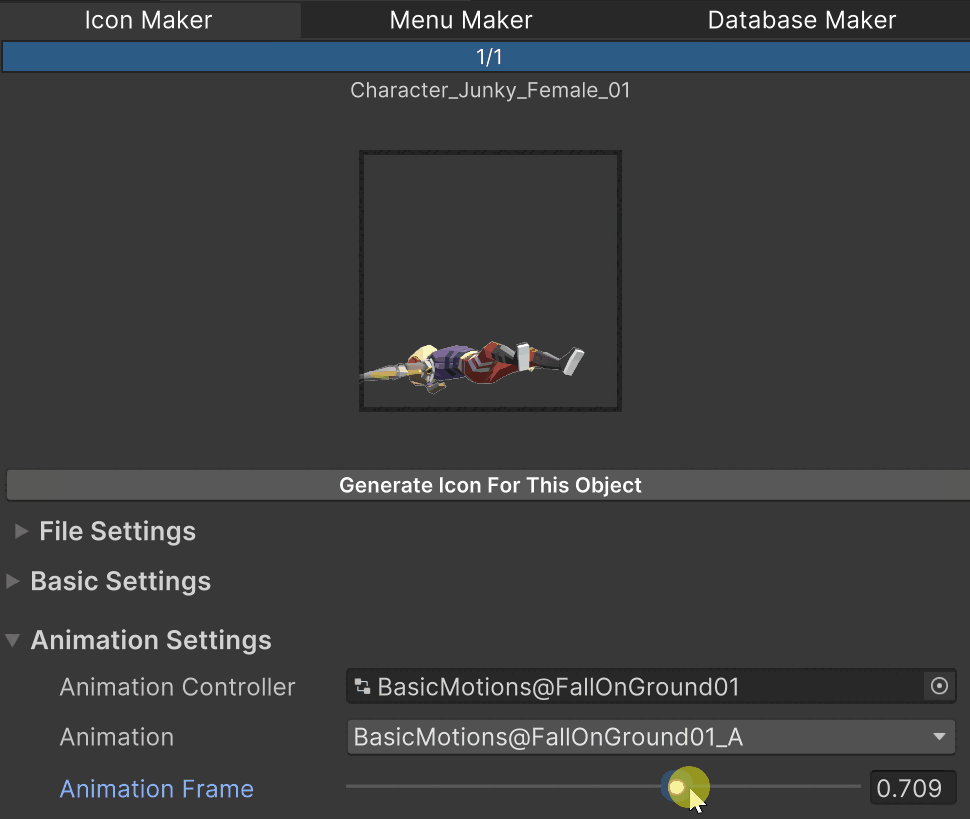 Icon Maker Menu Maker Database Maker
1/1
Character_Junky_Female_01
Generate Icon For This Object
File Settings
Basic Settings
Animation Settings
Animation Controller BasicMotions@FallOnGround01
Animation BasicMotions@FallOnGround01_A
Animation Frame 0.709